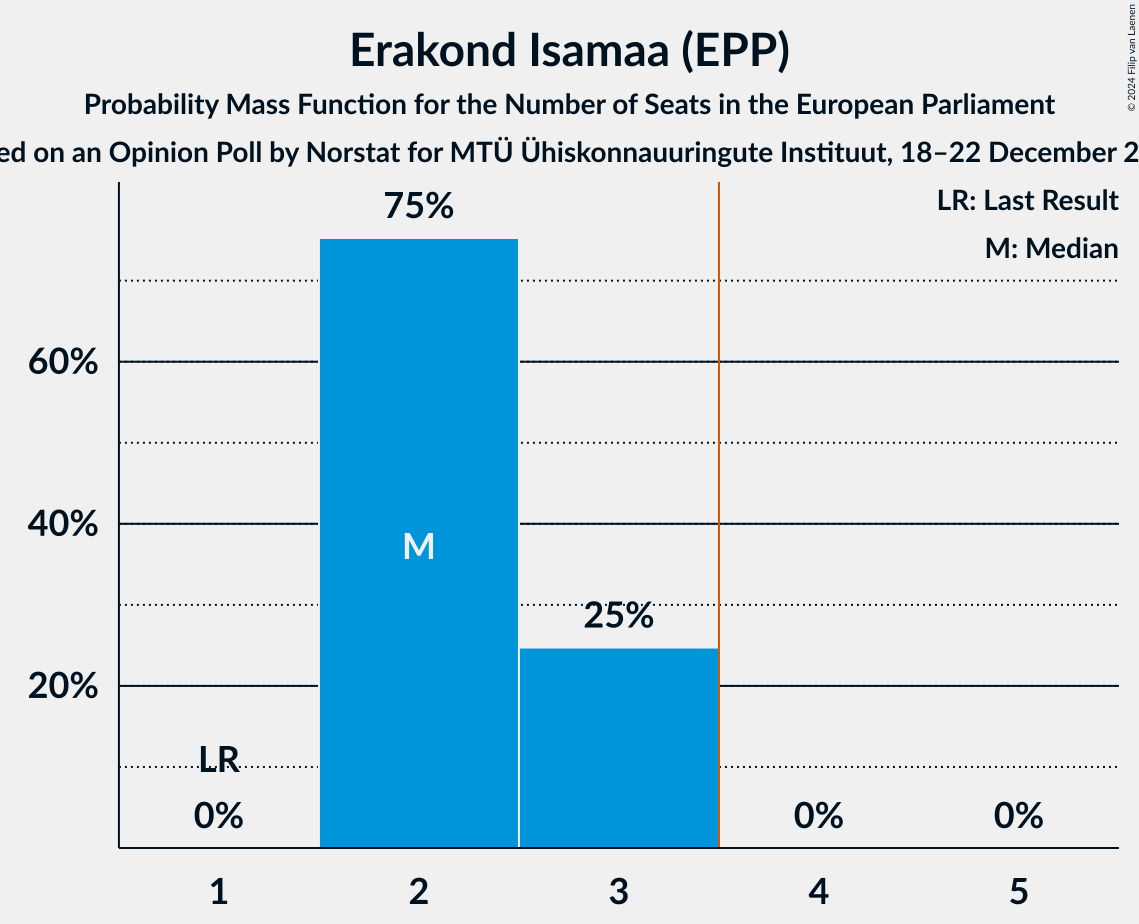 Erakond Isamaa (EPP)
Probability Mass Function for the Number of Seats in the European Parliament
ed on an Opinion Poll by Norstat for MTÜ Ühiskonnauuringute Instituut, 18–22 December 2
© 2024 Filip van Laenen
LR: Last Result
M: Median
75%
60%
40%
20%
M
25%
LR
0%
0%
0%
1
2
3
4
5